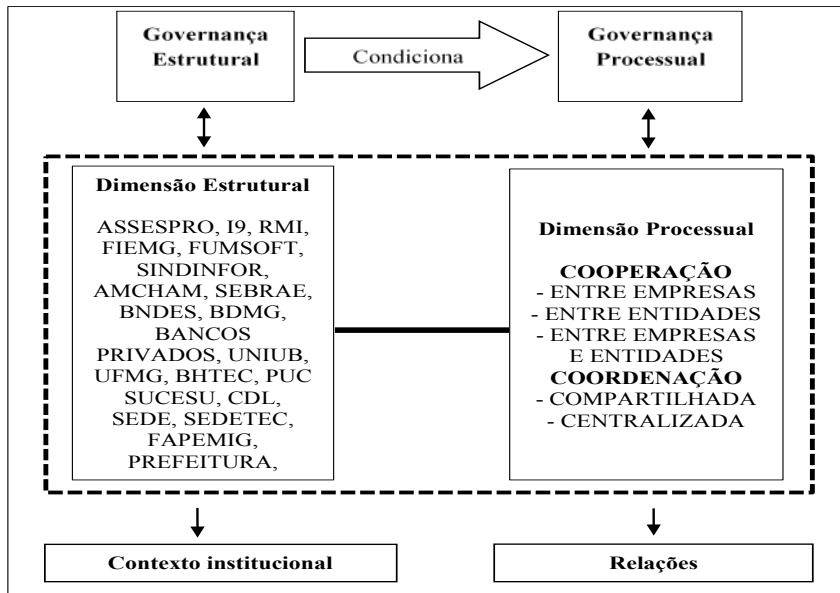 Governança
Estrutural
Condiciona
Governança
Processual
Dimensão Estrutural
ASSESPRO, I9, RMI,
FIEMG, FUMSOFT,
SINDINFOR,
AMCHAM, SEBRAE,
BNDES, BDMG,
BANCOS
PRIVADOS, UNIUB,
UFMG, BHTEC, PUC
SUCESU, CDL,
SEDE, SEDETEC,
FAPEMIG,
PREFEITURA,
Dimensão Processual
COOPERAÇÃO
- ENTRE EMPRESAS
- ENTRE ENTIDADES
- ENTRE EMPRESAS
E ENTIDADES
COORDENAÇÃO
- COMPARTILHADA
- CENTRALIZADA
Contexto institucional
Relações